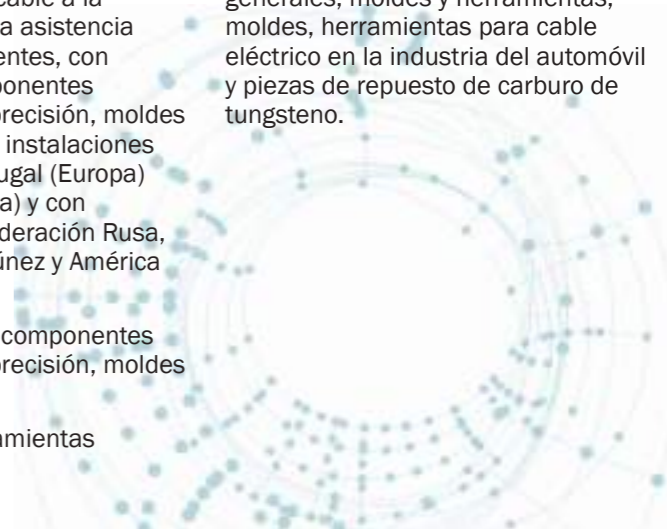 cable a la
a asistencia
entes, con
ponentes
precisión, moldes
instalaciones
ugal (Europa)
a) y con
deración Rusa,
únez y América
componentes
precisión, moldes
amientas
generales, moldes y herramientas,
moldes, herramientas para cable
eléctrico en la industria del automóvil
y piezas de repuesto de carburo de
tungsteno.